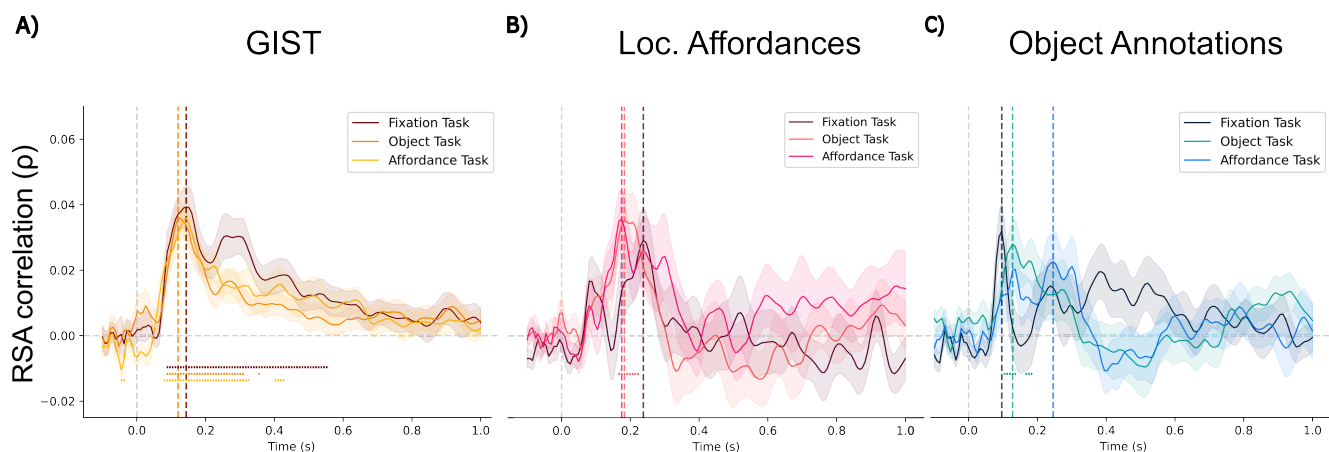 A)
GIST
B)
Loc. Affordances
C)
Object Annotations
RSA correlation (ρ)
0.06
0.04
0.02
0.00
−0.02
Fixation Task
Object Task
Affordance Task
0.0 0.2 0.4 0.6 0.8 1.0
Time (s)
Fixation Task
Object Task
Affordance Task
0.0 0.2 0.4 0.6 0.8 1.0
Time (s)
Fixation Task
Object Task
Affordance Task
0.0 0.2 0.4 0.6 0.8 1.0
Time (s)